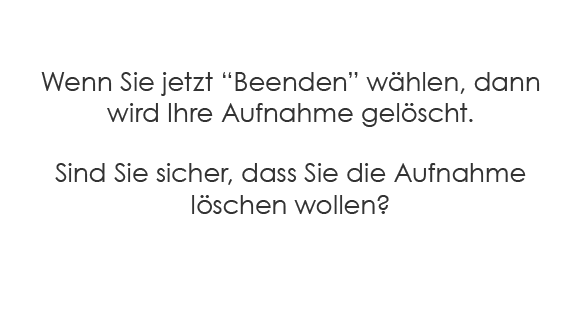 Wenn Sie jetzt “Beenden” wählen, dann
wird Ihre Aufnahme gelöscht.
Sind Sie sicher, dass Sie die Aufnahme
löschen wollen?